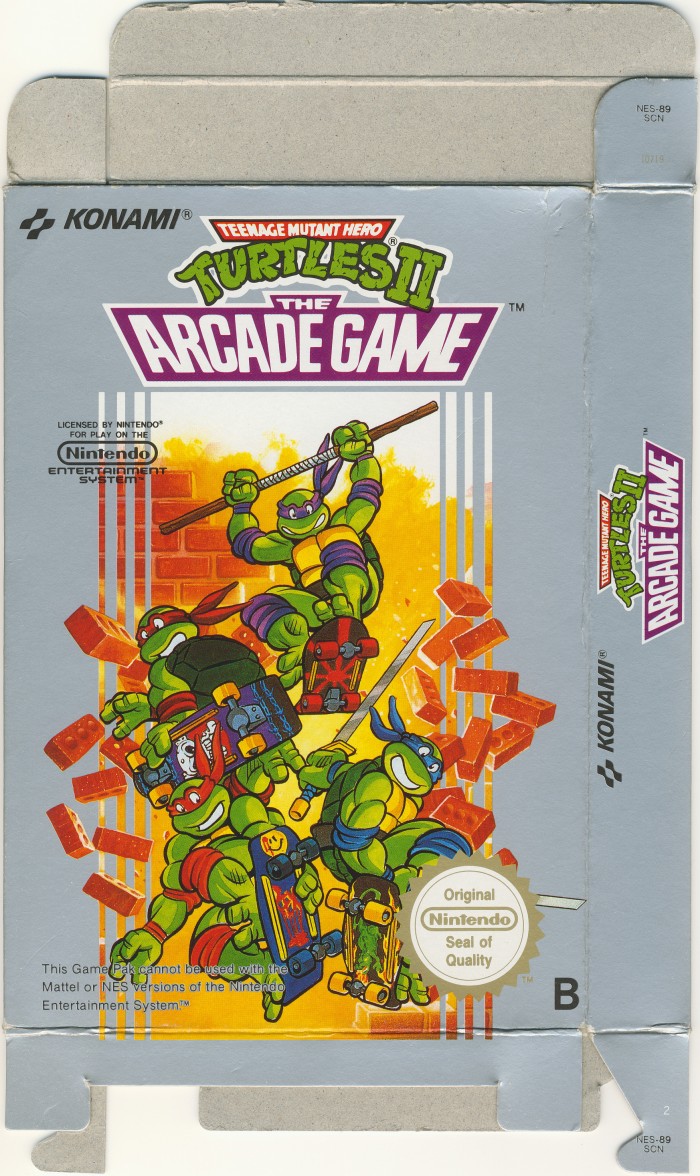 NES-89
SCN
KONAMI®
TEENAGE MUTANT HERO
TURTLES® II
THE
ARCADE GAME™
LICENSED BY NINTENDO®
FOR PLAY ON THE
Nintendo
ENTERTAINMENT
SYSTEM™
Original
Nintendo
Seal of
Quality
™
This Game Pak cannot be used with the
Mattel or NES versions of the Nintendo
Entertainment System™
B
TEENAGE MUTANT HERO
TURTLES II
THE
ARCADE GAME™
KONAMI®
2
NES-89
SCN